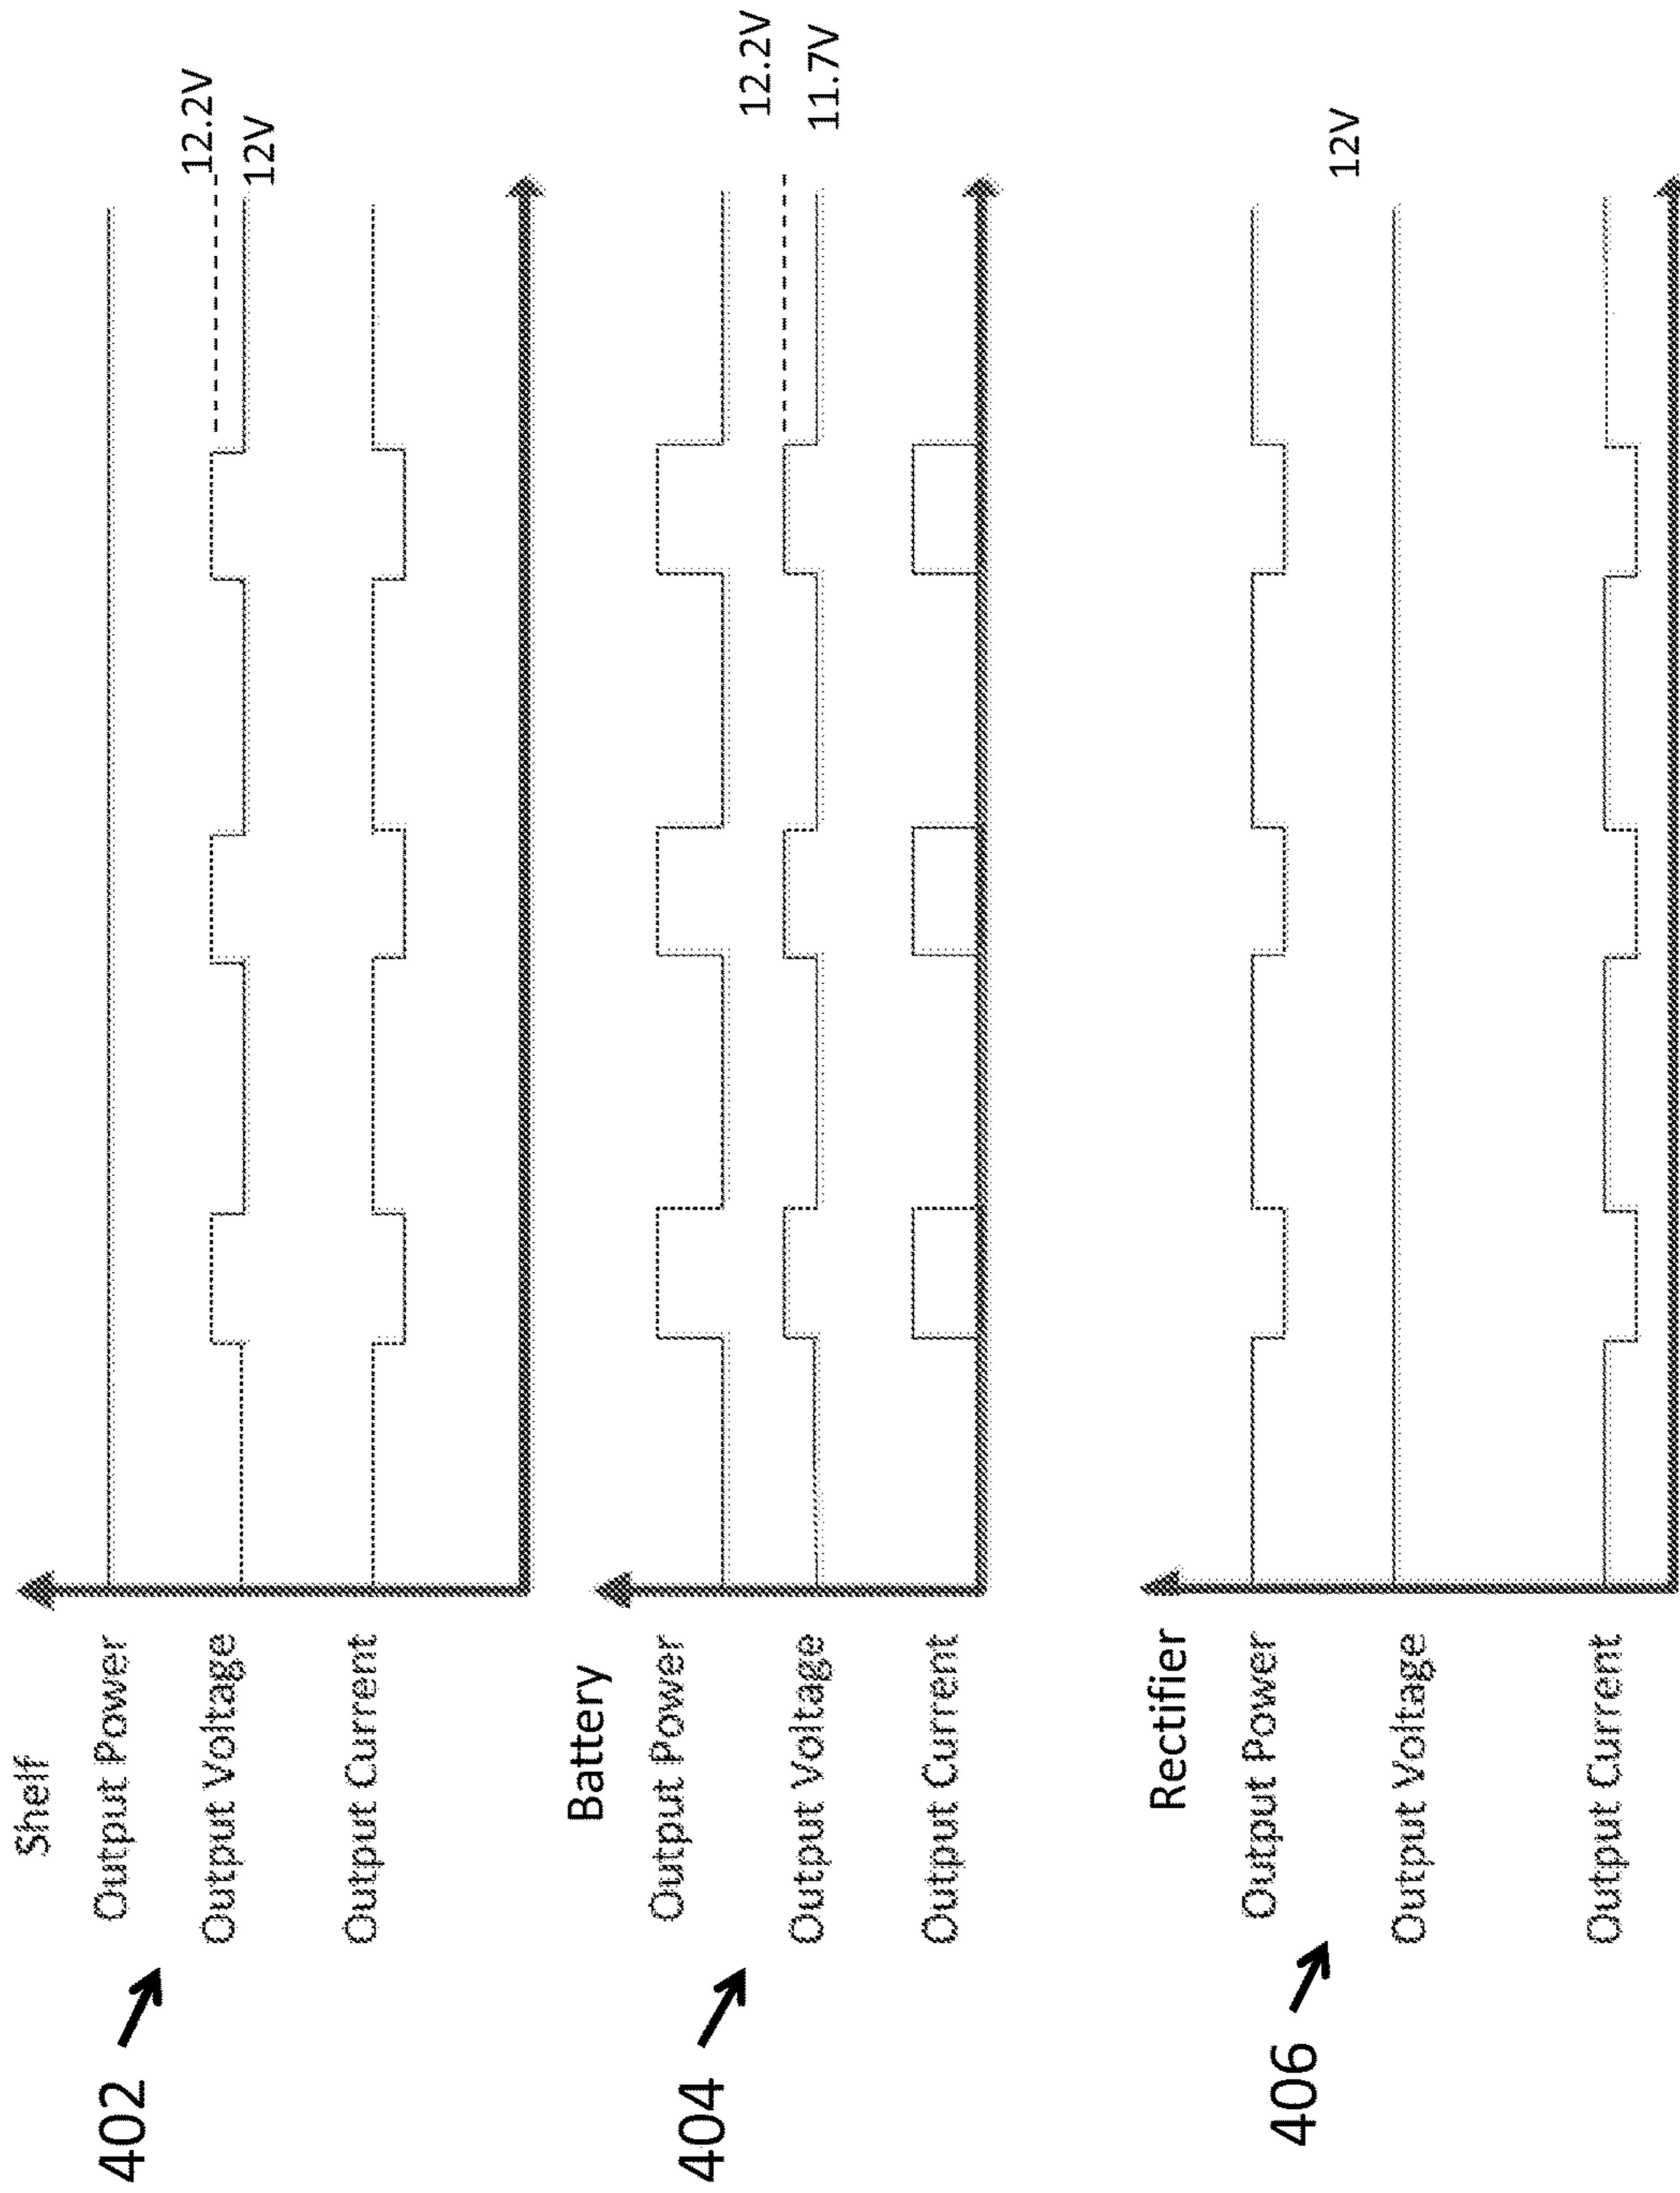 Shelf
Output Power
12.2V
Output Voltage
12V
Output Current
402
Battery
Output Power
12.2V
Output Voltage
11.7V
Output Current
404
Rectifier
Output Power
12V
Output Voltage
Output Current
406